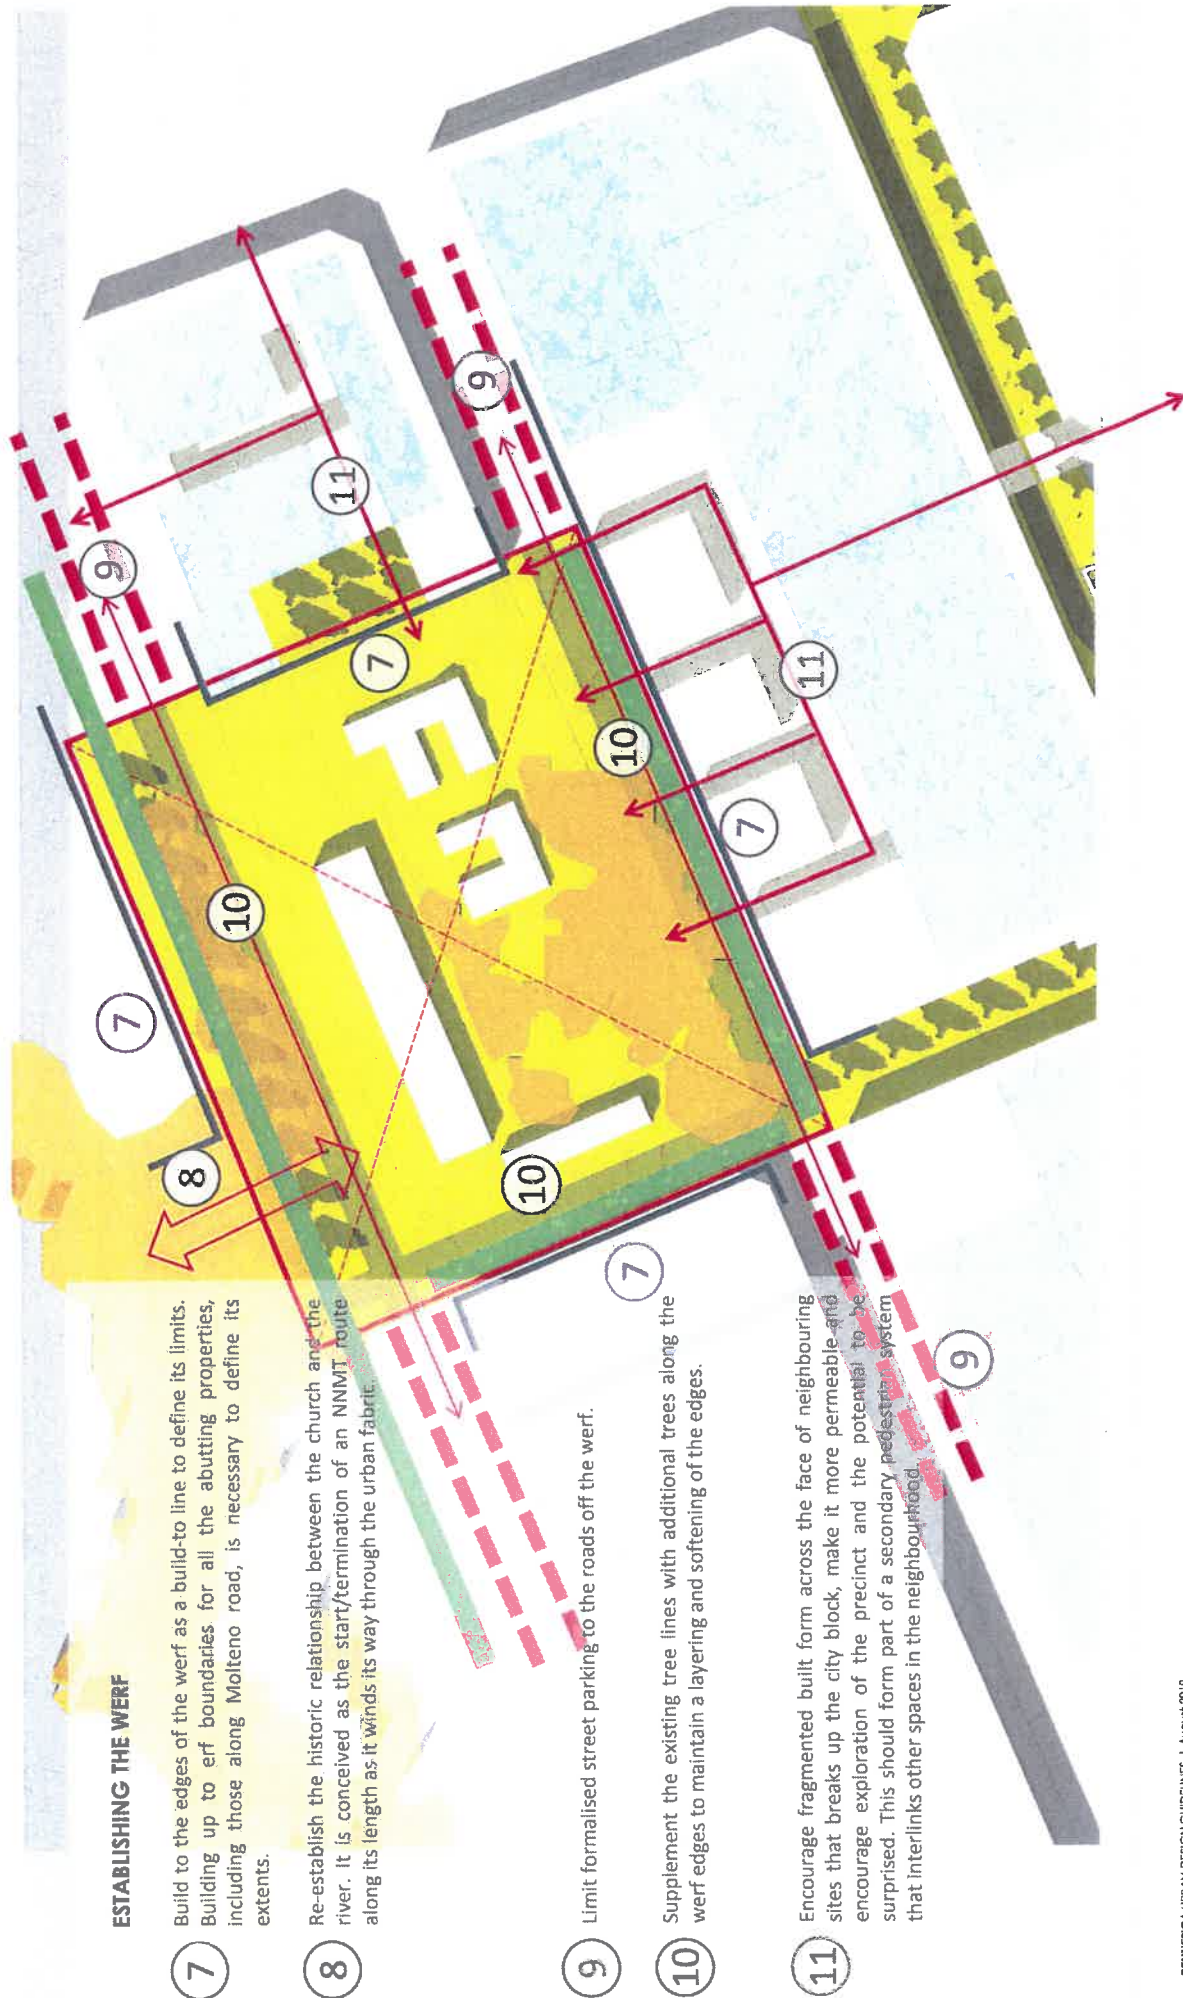 ESTABLISHING THE WERF
7
Build to the edges of the werf as a build-to line to define its limits.
Building up to erf boundaries for all the abutting properties,
including those along Molteno road, is necessary to define its
extents.
8
Re-establish the historic relationship between the church and the
river. It is conceived as the start/termination of an NNMT route
along its length as it winds its way through the urban fabric.
9
Limit formalised street parking to the roads off the werf.
10
Supplement the existing tree lines with additional trees along the
werf edges to maintain a layering and softening of the edges.
11
Encourage fragmented built form across the face of neighbouring
sites that breaks up the city block, make it more permeable and
encourage exploration of the precinct and the potential to be
surprised. This should form part of a secondary pedestrian system
that interlinks other spaces in the neighbourhood.
8
7
10
9
11
9
7
10
10
7
11
7
9
URBAN DESIGN GUIDELINES | August 2019